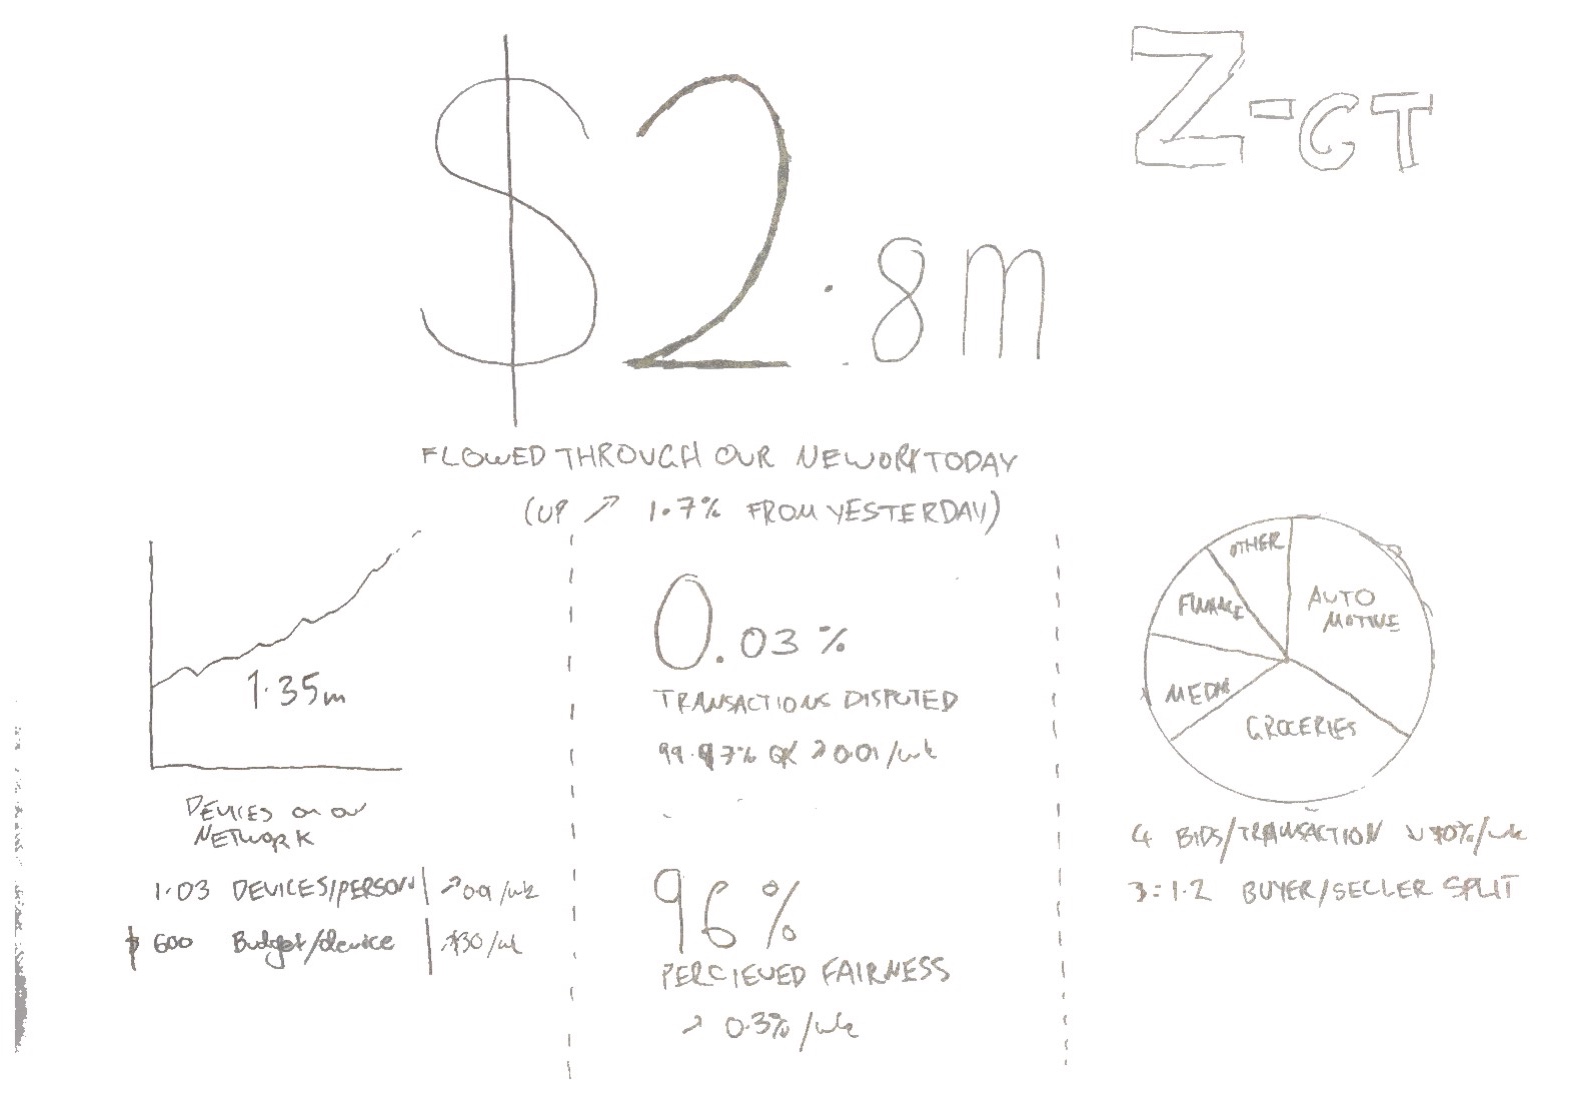 Z-CT
$2.8m
FLOWED THROUGH OUR NEWORK TODAY
(UP ↗ 1.7% FROM YESTERDAY)
1.35m
DEVICES on our
NETWORK
1.03 DEVICES/PERSON | ↗0.01/wk
$600 Budget/device | ↗$30/wk
0.03%
TRANSACTIONS DISPUTED
99.97% OK ↗0.01/wk
96%
PERCIEVED FAIRNESS
↗ 0.3%/wk
OTHER
AUTO
MOTIVE
FINANCE
MEDIA
GROCERIES
4 BIDS/TRANSACTION ↘10%/wk
3:1.2 BUYER/SELLER SPLIT